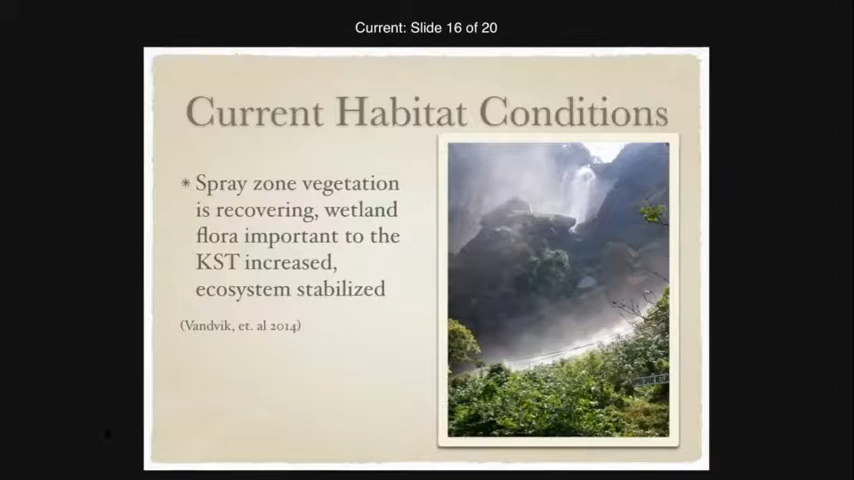 Current: Slide 16 of 20
Current Habitat Conditions
* Spray zone vegetation
is recovering, wetland
flora important to the
KST increased,
ecosystem stabilized
(Vandvik, et. al 2014)